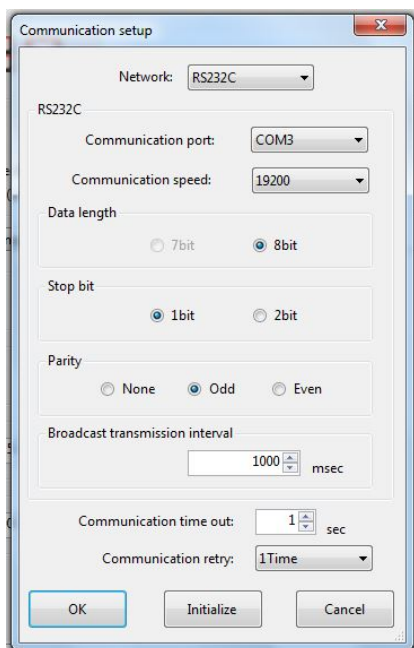 Communication setup
Network: RS232C
RS232C
Communication port: COM3
Communication speed: 19200
Data length
7bit 8bit
Stop bit
1bit 2bit
Parity
None Odd Even
Broadcast transmission interval
1000 msec
Communication time out: 1 sec
Communication retry: 1Time
OK Initialize Cancel